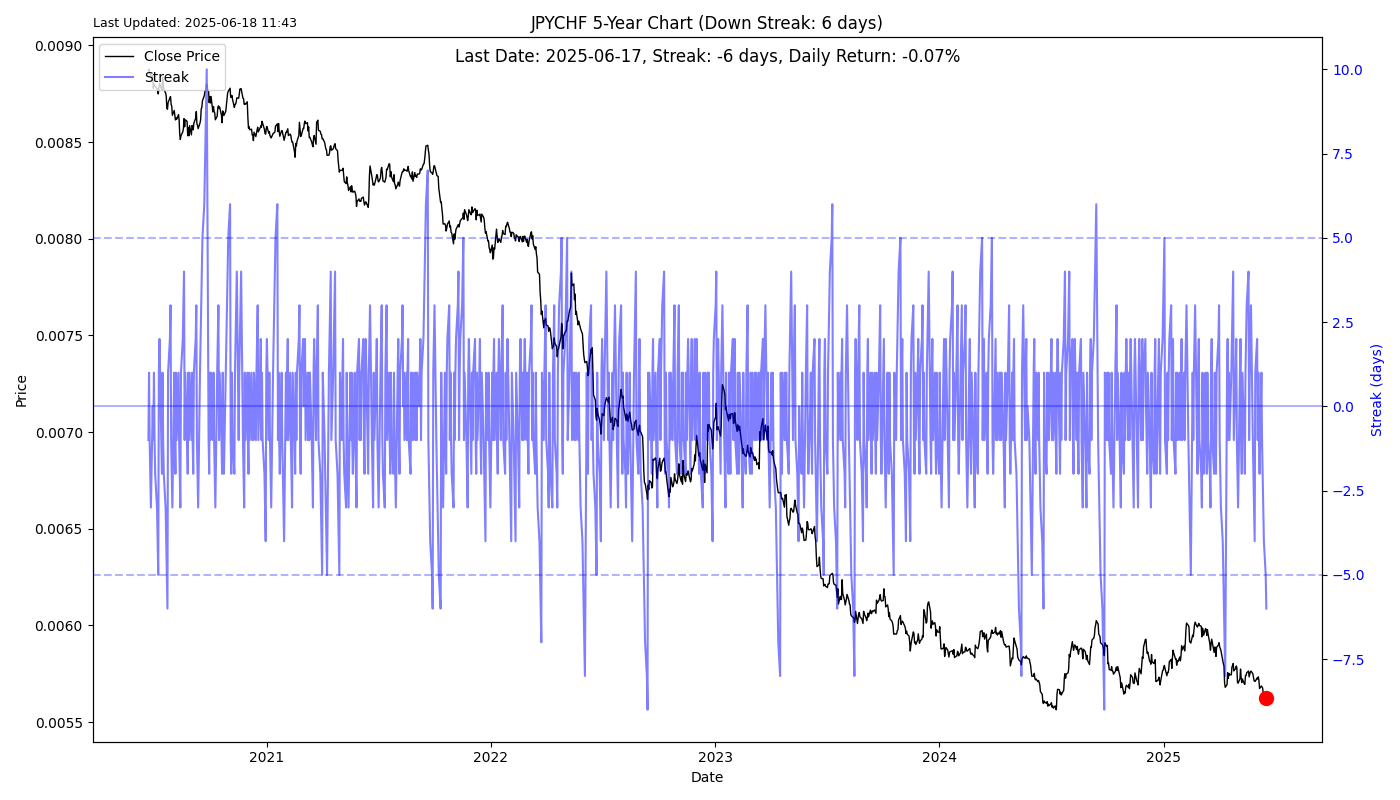 Last Updated: 2025-06-18 11:43
JPYCHF 5-Year Chart (Down Streak: 6 days)
Last Date: 2025-06-17, Streak: -6 days, Daily Return: -0.07%
Close Price
Streak
0.0090
0.0085
0.0080
0.0075
0.0070
0.0065
0.0060
0.0055
Price
10.0
7.5
5.0
2.5
0.0
−2.5
−5.0
−7.5
Streak (days)
2021
2022
2023
2024
2025
Date